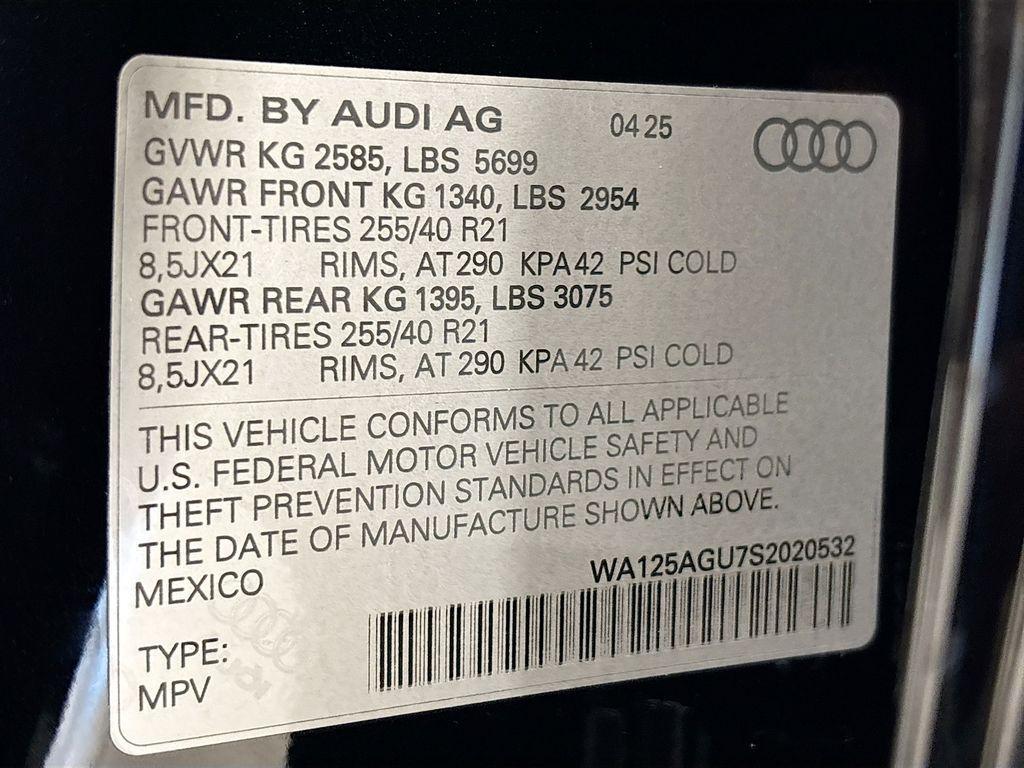 MFD. BY AUDI AG 04 25
GVWR KG 2585, LBS 5699
GAWR FRONT KG 1340, LBS 2954
FRONT-TIRES 255/40 R21
8,5JX21 RIMS, AT 290 KPA 42 PSI COLD
GAWR REAR KG 1395, LBS 3075
REAR-TIRES 255/40 R21
8,5JX21 RIMS, AT 290 KPA 42 PSI COLD
THIS VEHICLE CONFORMS TO ALL APPLICABLE
U.S. FEDERAL MOTOR VEHICLE SAFETY AND
THEFT PREVENTION STANDARDS IN EFFECT ON
THE DATE OF MANUFACTURE SHOWN ABOVE.
MEXICO WA125AGU7S2020532
TYPE:
MPV